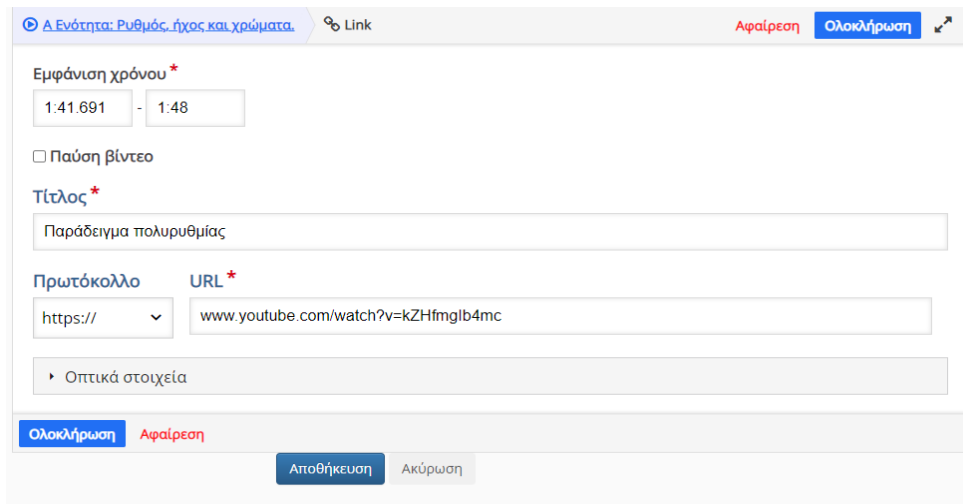 Α Ενότητα: Ρυθμός, ήχος και χρώματα. Link Αφαίρεση Ολοκλήρωση
Εμφάνιση χρόνου *
1:41.691 - 1:48
Παύση βίντεο
Τίτλος *
Παράδειγμα πολυρυθμίας
Πρωτόκολλο URL *
https:// www.youtube.com/watch?v=kZHfmglb4mc
Οπτικά στοιχεία
Ολοκλήρωση Αφαίρεση
Αποθήκευση Ακύρωση